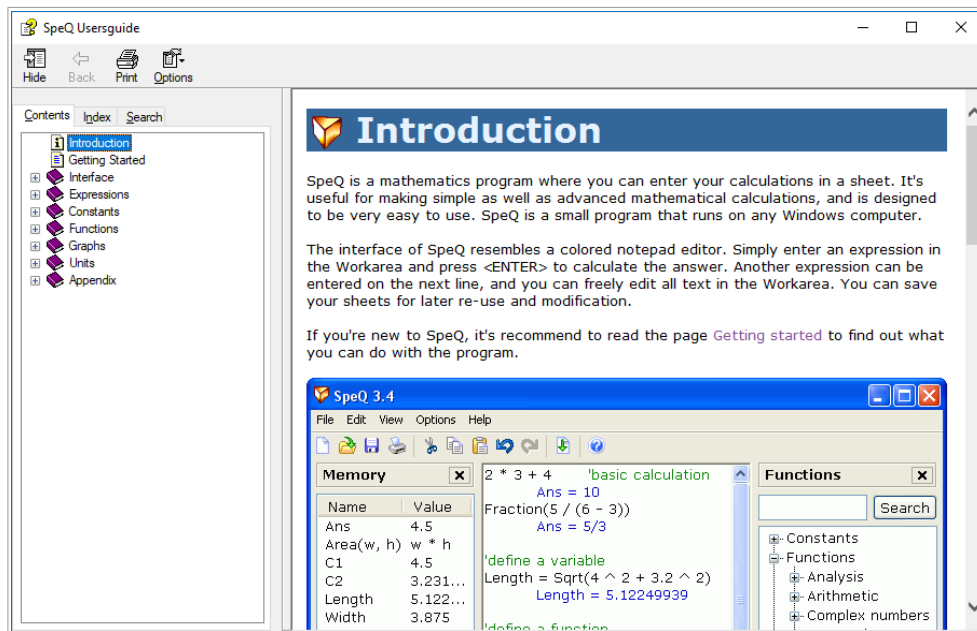 SpeQ Usersguide
Hide Back Print Options
Contents Index Search
Introduction
Getting Started
Interface
Expressions
Constants
Functions
Graphs
Units
Appendix
Introduction
SpeQ is a mathematics program where you can enter your calculations in a sheet. It's
useful for making simple as well as advanced mathematical calculations, and is designed
to be very easy to use. SpeQ is a small program that runs on any Windows computer.
The interface of SpeQ resembles a colored notepad editor. Simply enter an expression in
the Workarea and press <ENTER> to calculate the answer. Another expression can be
entered on the next line, and you can freely edit all text in the Workarea. You can save
your sheets for later re-use and modification.
If you're new to SpeQ, it's recommend to read the page Getting started to find out what
you can do with the program.
SpeQ 3.4
File Edit View Options Help
Memory
Name Value
Ans 4.5
Area(w, h) w * h
C1 4.5
C2 3.231...
Length 5.122...
Width 3.875
2 * 3 + 4 'basic calculation
Ans = 10
Fraction(5 / (6 - 3))
Ans = 5/3
'define a variable
Length = Sqrt(4 ^ 2 + 3.2 ^ 2)
Length = 5.12249939
'define a function
Functions
Search
Constants
Functions
Analysis
Arithmetic
Complex numbers